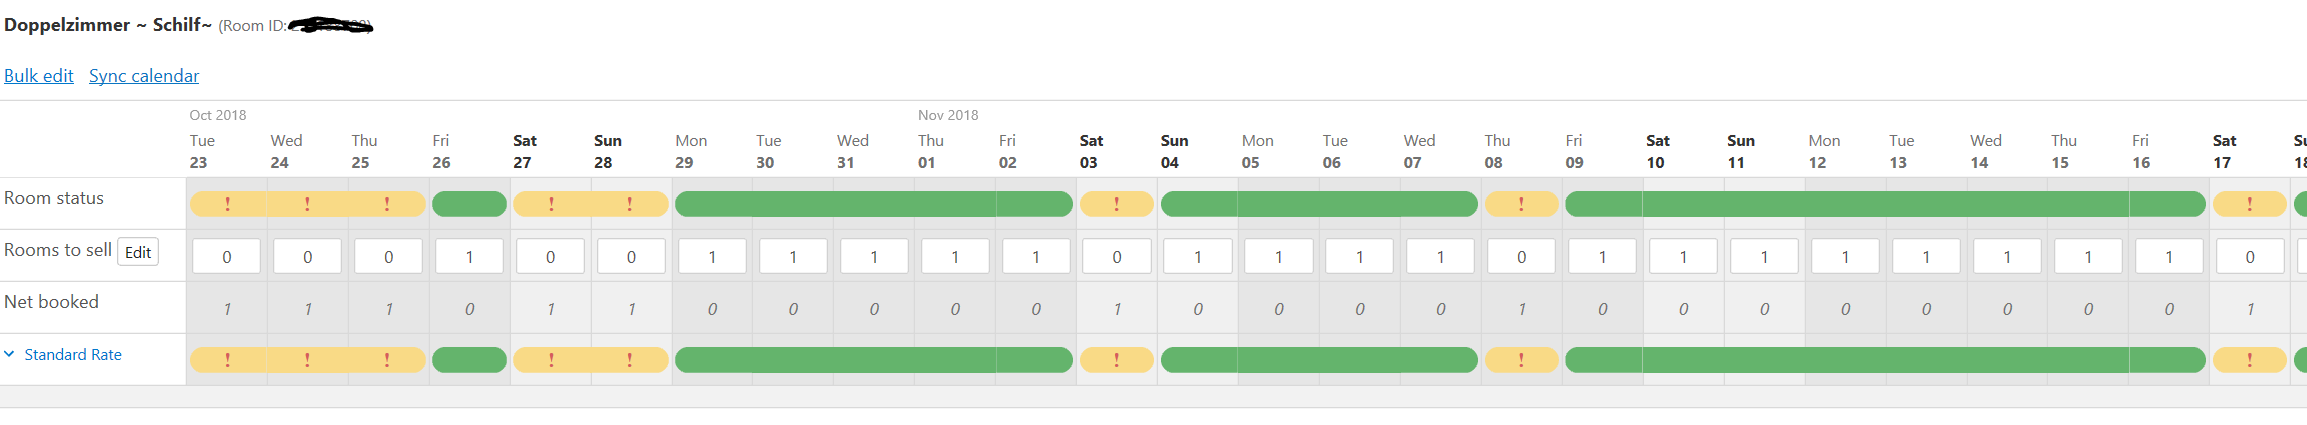 Doppelzimmer ~ Schilf~ (Room ID:
Bulk edit Sync calendar
Oct 2018 Nov 2018
Tue Wed Thu Fri Sat Sun Mon Tue Wed Thu Fri Sat Sun Mon Tue Wed Thu Fri Sat Sun Mon Tue Wed Thu Fri Sat
23 24 25 26 27 28 29 30 31 01 02 03 04 05 06 07 08 09 10 11 12 13 14 15 16 17 18
Room status ! ! ! ! ! ! ! !
Rooms to sell Edit 0 0 0 1 0 0 1 1 1 1 1 0 1 1 1 1 0 1 1 1 1 1 1 1 1 0
Net booked 1 1 1 0 1 1 0 0 0 0 0 1 0 0 0 0 1 0 0 0 0 0 0 0 0 1
Standard Rate ! ! ! ! ! ! ! !